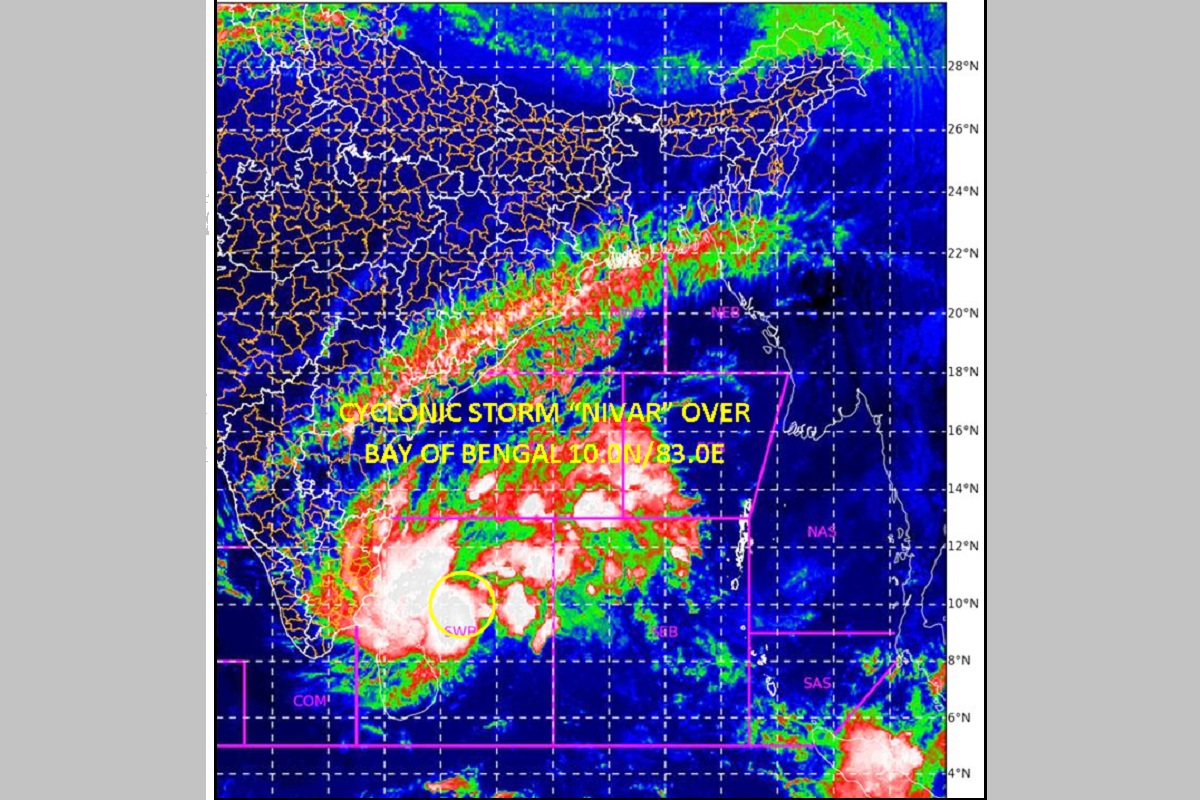 28°N
26°N
24°N
22°N
20°N
NEB
18°N
CYCLONIC STORM “NIVAR” OVER
16°N
BAY OF BENGAL 10.0N/83.0E
14°N
NAS
12°N
10°N
SWB
8°N
SAS
COM
6°N
4°N